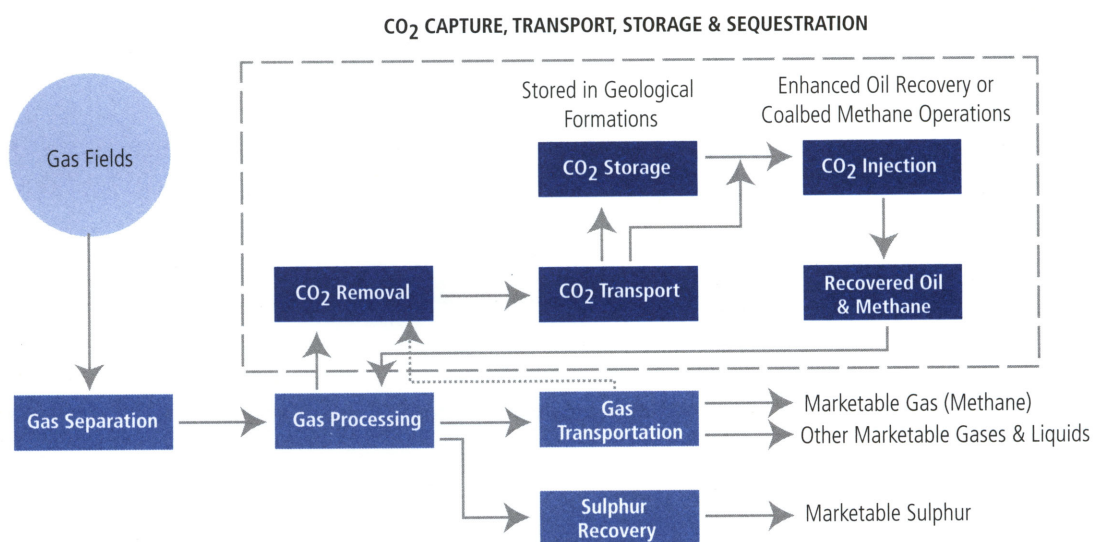 CO2 CAPTURE, TRANSPORT, STORAGE & SEQUESTRATION
Stored in Geological
Formations
Enhanced Oil Recovery or
Coalbed Methane Operations
Gas Fields
CO2 Storage
CO2 Injection
CO2 Removal
CO2 Transport
Recovered Oil
& Methane
Gas Separation
Gas Processing
Gas
Transportation
Marketable Gas (Methane)
Other Marketable Gases & Liquids
Sulphur
Recovery
Marketable Sulphur